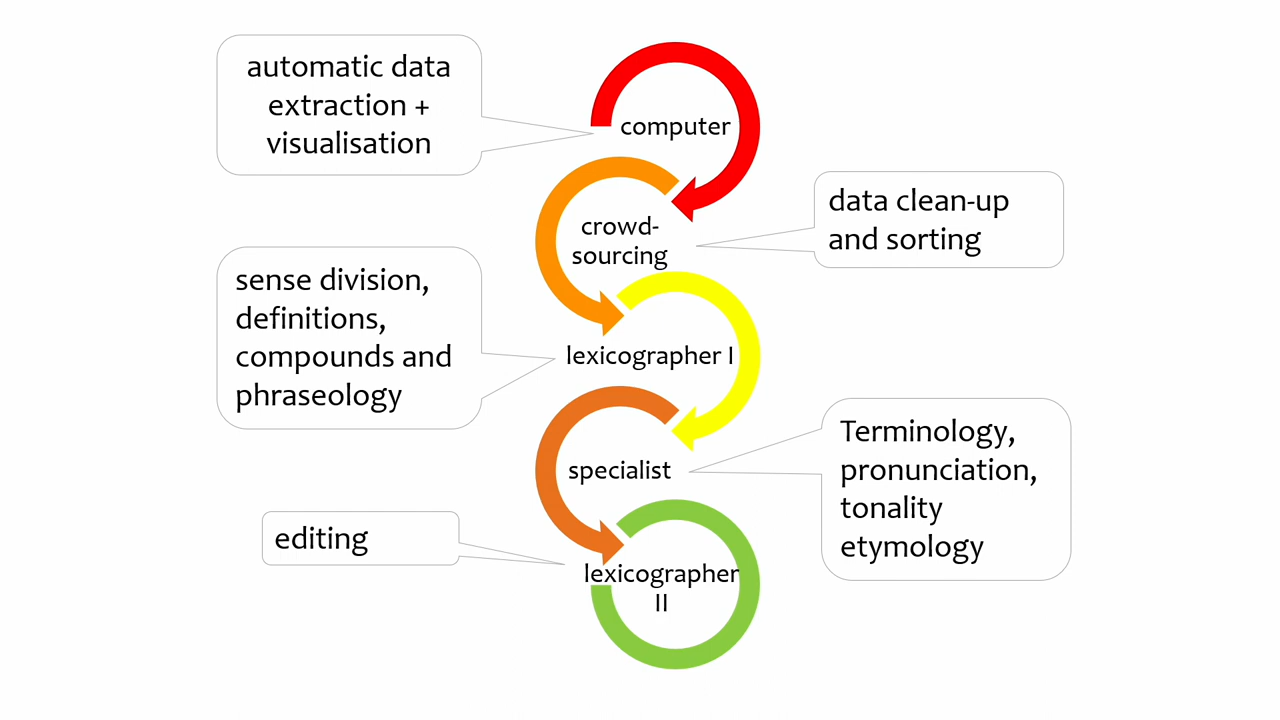 automatic data
extraction +
visualisation
computer
data clean-up
and sorting
crowd-
sourcing
sense division,
definitions,
compounds and
phraseology
lexicographer I
Terminology,
pronunciation,
tonality
etymology
specialist
editing
lexicographer
II